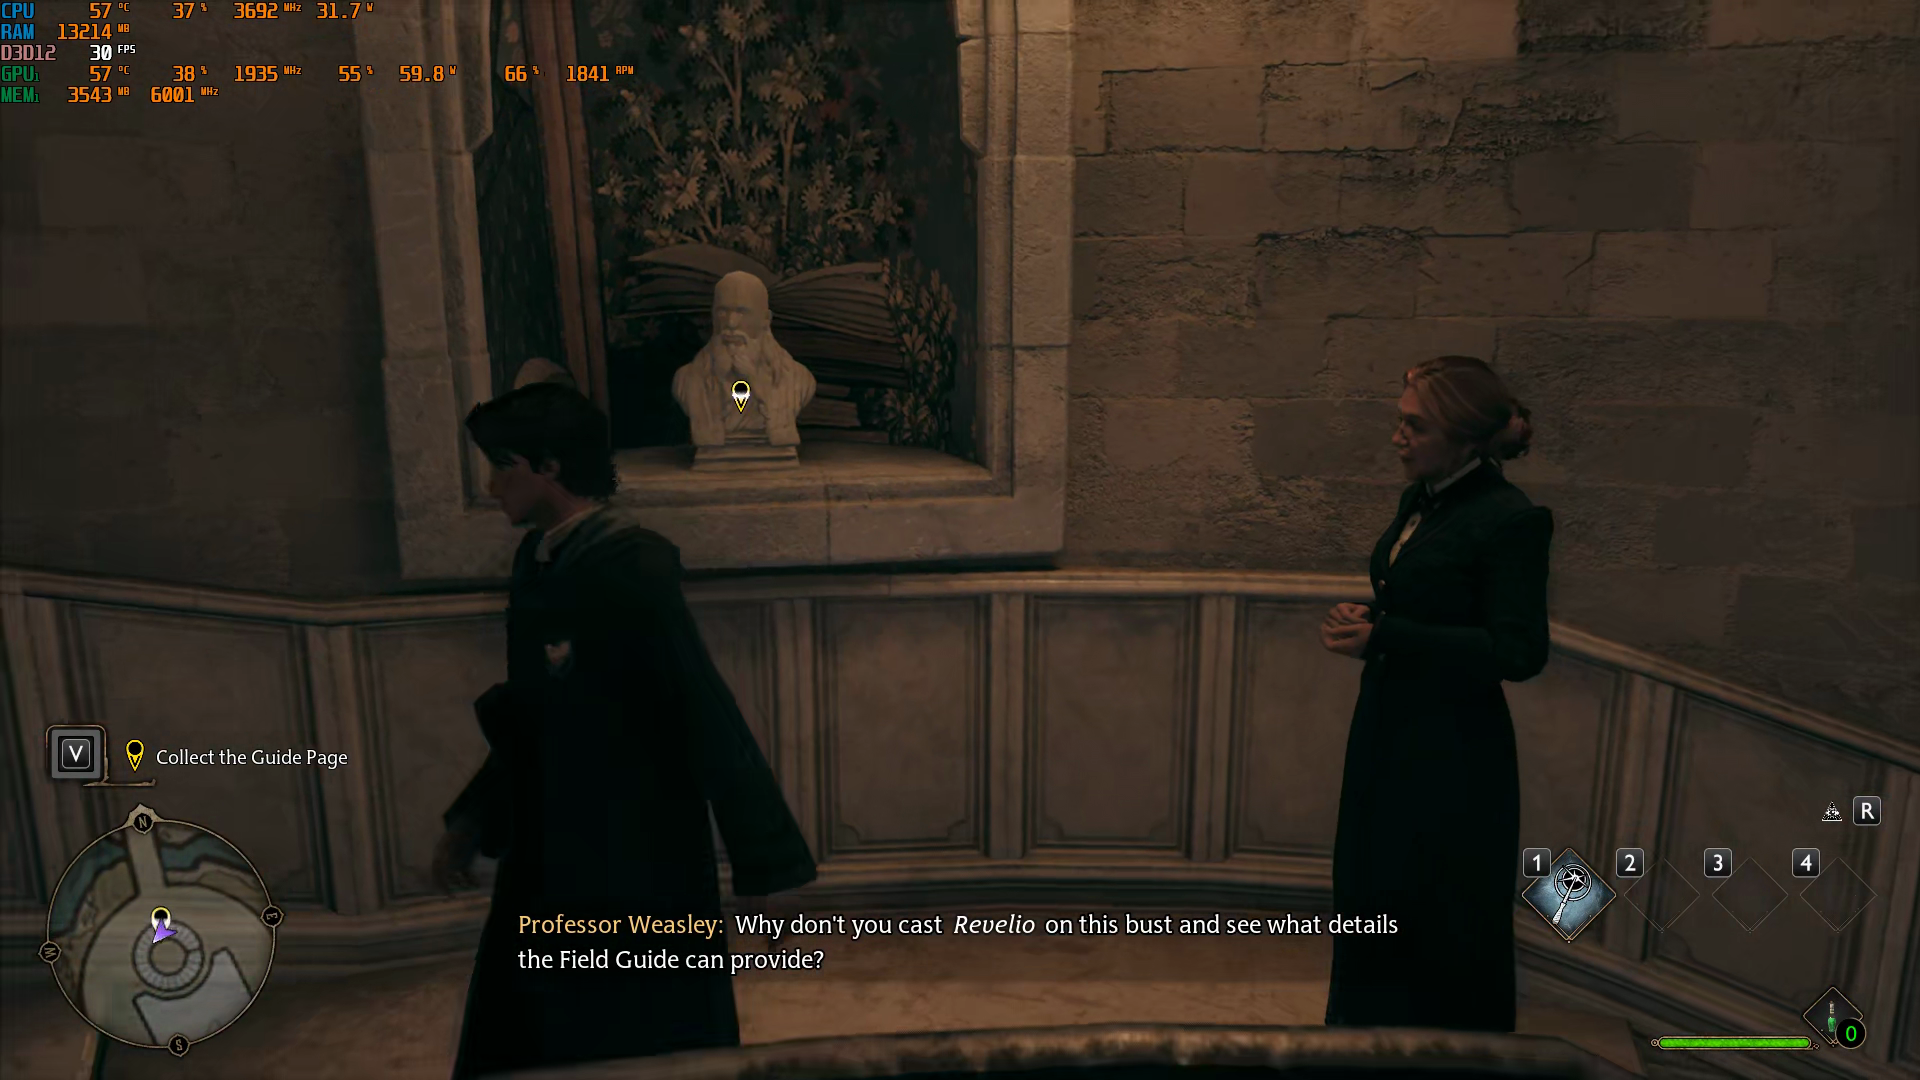 CPU 57 °C 37 % 3692 MHz 31.7 W
RAM 13214 MB
D3D12 30 FPS
GPU1 57 °C 38 % 1935 MHz 55 % 59.8 W 66 % 1841 RPM
MEM1 3543 MB 6001 MHz
V Collect the Guide Page
N
E
W
S
R
1 2 3 4
Professor Weasley: Why don't you cast Revelio on this bust and see what details
the Field Guide can provide?
0